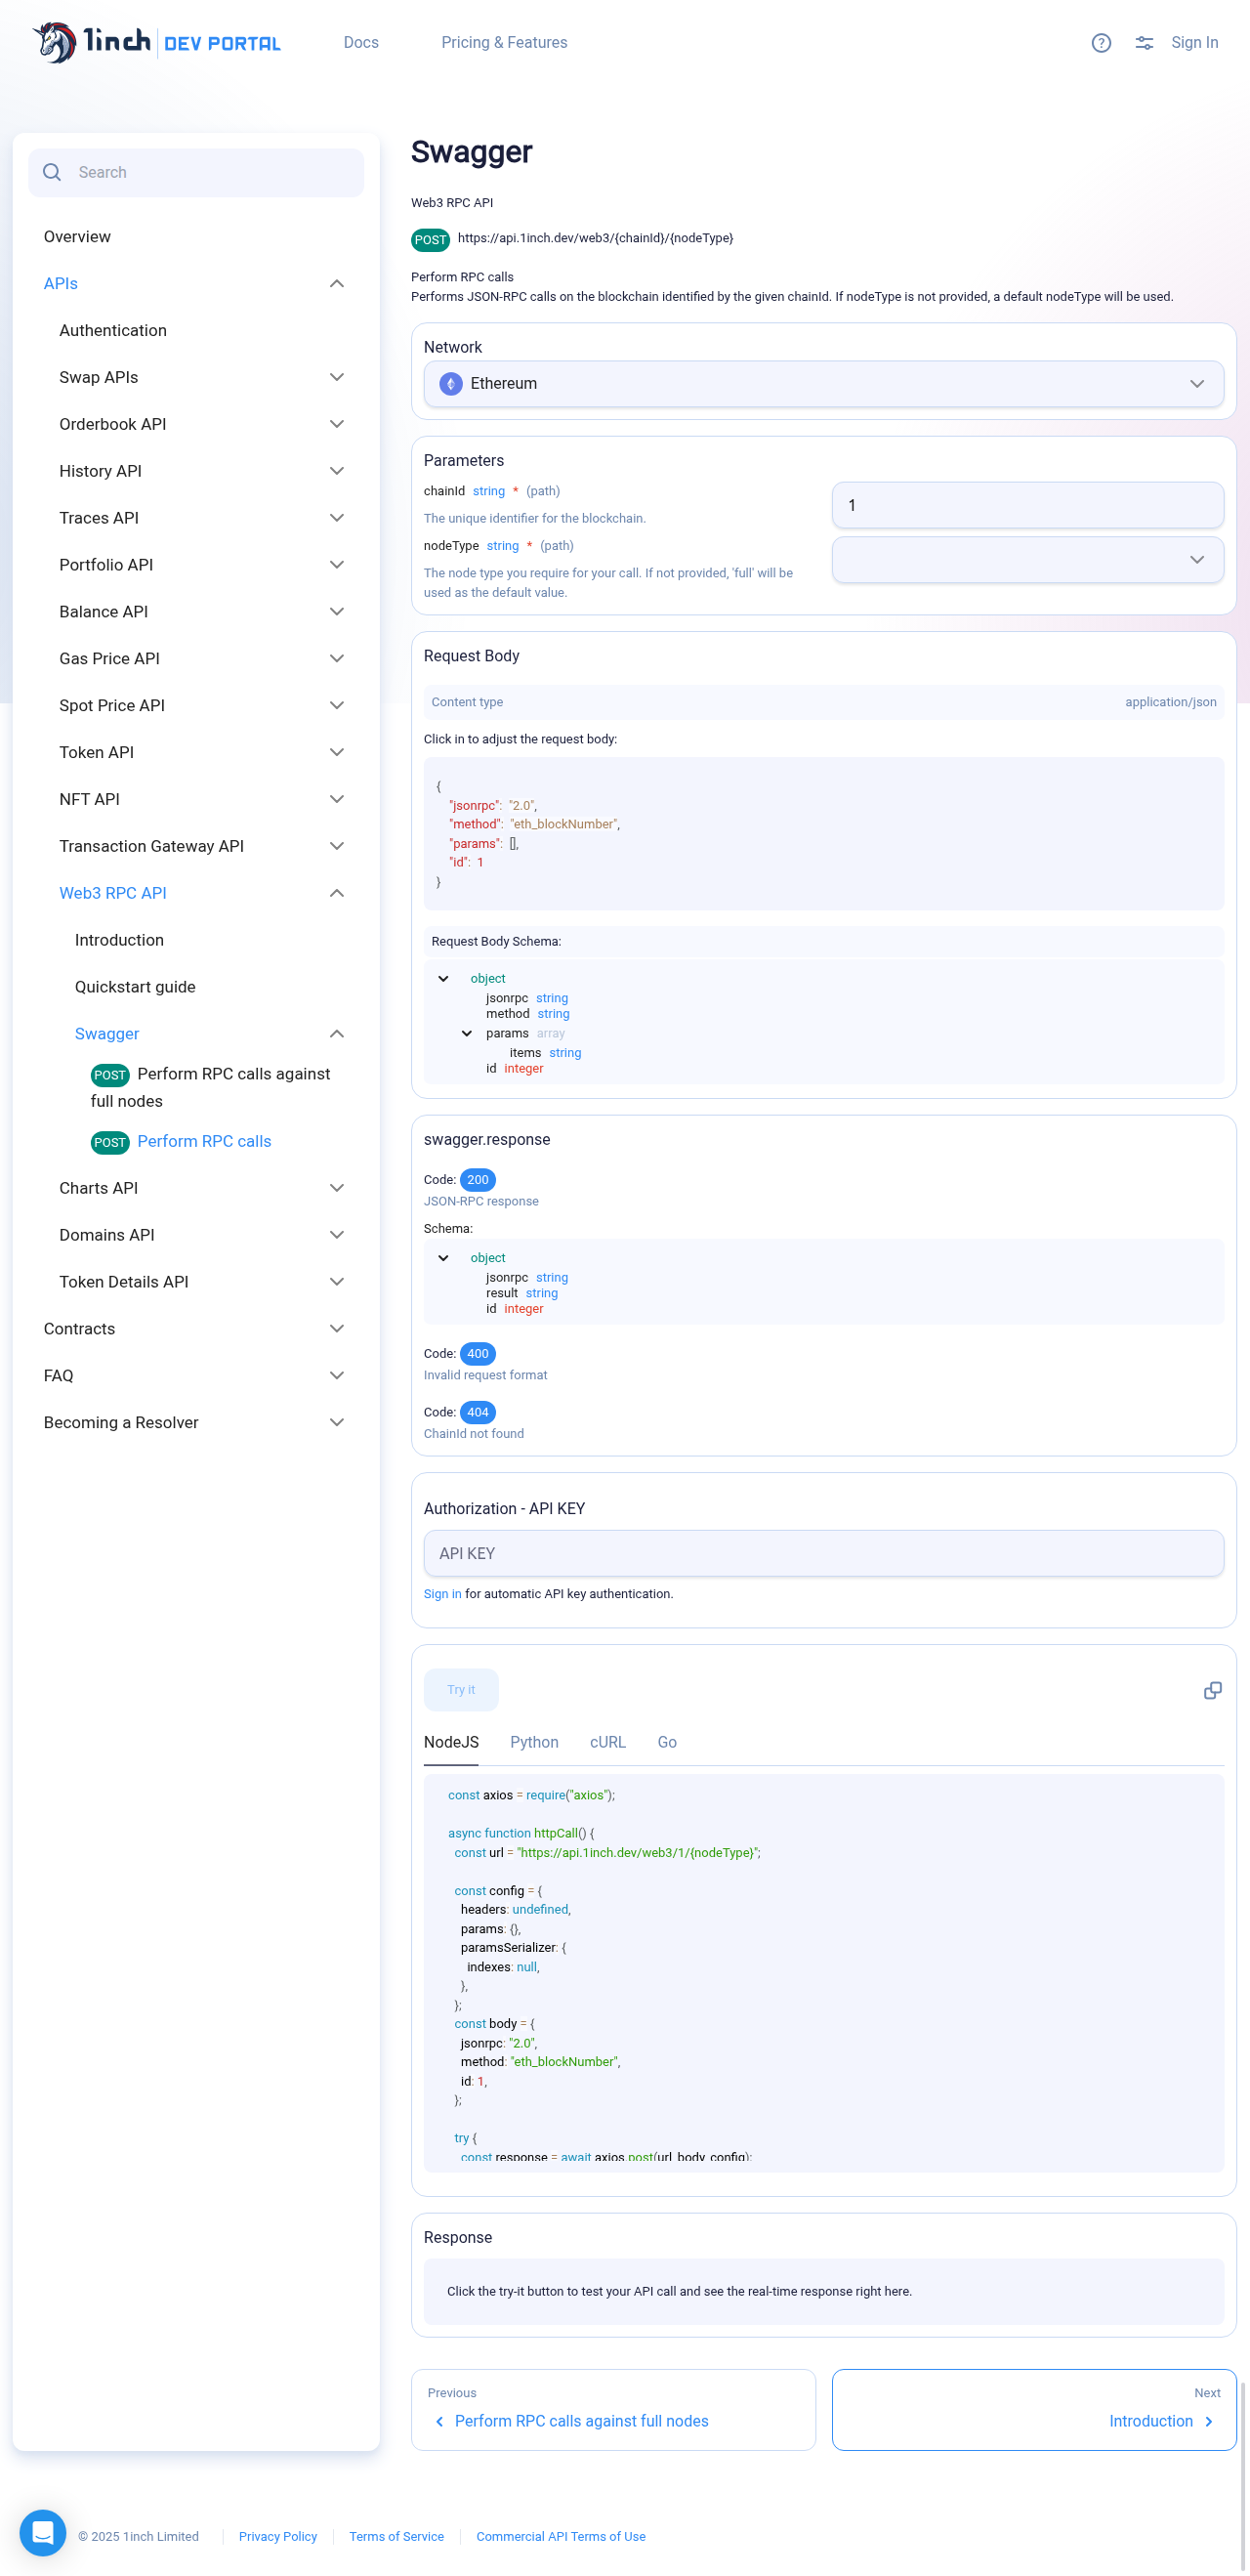 1inch DEV PORTAL
Docs
Pricing & Features
Sign In
Search
Overview
APIs
Authentication
Swap APIs
Orderbook API
History API
Traces API
Portfolio API
Balance API
Gas Price API
Spot Price API
Token API
NFT API
Transaction Gateway API
Web3 RPC API
Introduction
Quickstart guide
Swagger
POST Perform RPC calls against
full nodes
POST Perform RPC calls
Charts API
Domains API
Token Details API
Contracts
FAQ
Becoming a Resolver
Swagger
Web3 RPC API
POST https://api.1inch.dev/web3/{chainId}/{nodeType}
Perform RPC calls
Performs JSON-RPC calls on the blockchain identified by the given chainId. If nodeType is not provided, a default nodeType will be used.
Network
Ethereum
Parameters
chainId string * (path)
1
The unique identifier for the blockchain.
nodeType string * (path)
The node type you require for your call. If not provided, 'full' will be
used as the default value.
Request Body
Content type application/json
Click in to adjust the request body:
{
"jsonrpc": "2.0",
"method": "eth_blockNumber",
"params": [],
"id": 1
}
Request Body Schema:
object
jsonrpc string
method string
params array
items string
id integer
swagger.response
Code: 200
JSON-RPC response
Schema:
object
jsonrpc string
result string
id integer
Code: 400
Invalid request format
Code: 404
ChainId not found
Authorization - API KEY
API KEY
Sign in for automatic API key authentication.
Try it
NodeJS Python cURL Go
const axios = require("axios");
async function httpCall() {
const url = "https://api.1inch.dev/web3/1/{nodeType}";
const config = {
headers: undefined,
params: {},
paramsSerializer: {
indexes: null,
},
};
const body = {
jsonrpc: "2.0",
method: "eth_blockNumber",
id: 1,
};
try {
const response = await axios.post(url, body, config);
Response
Click the try-it button to test your API call and see the real-time response right here.
Previous
Perform RPC calls against full nodes
Next
Introduction
© 2025 1inch Limited
Privacy Policy
Terms of Service
Commercial API Terms of Use